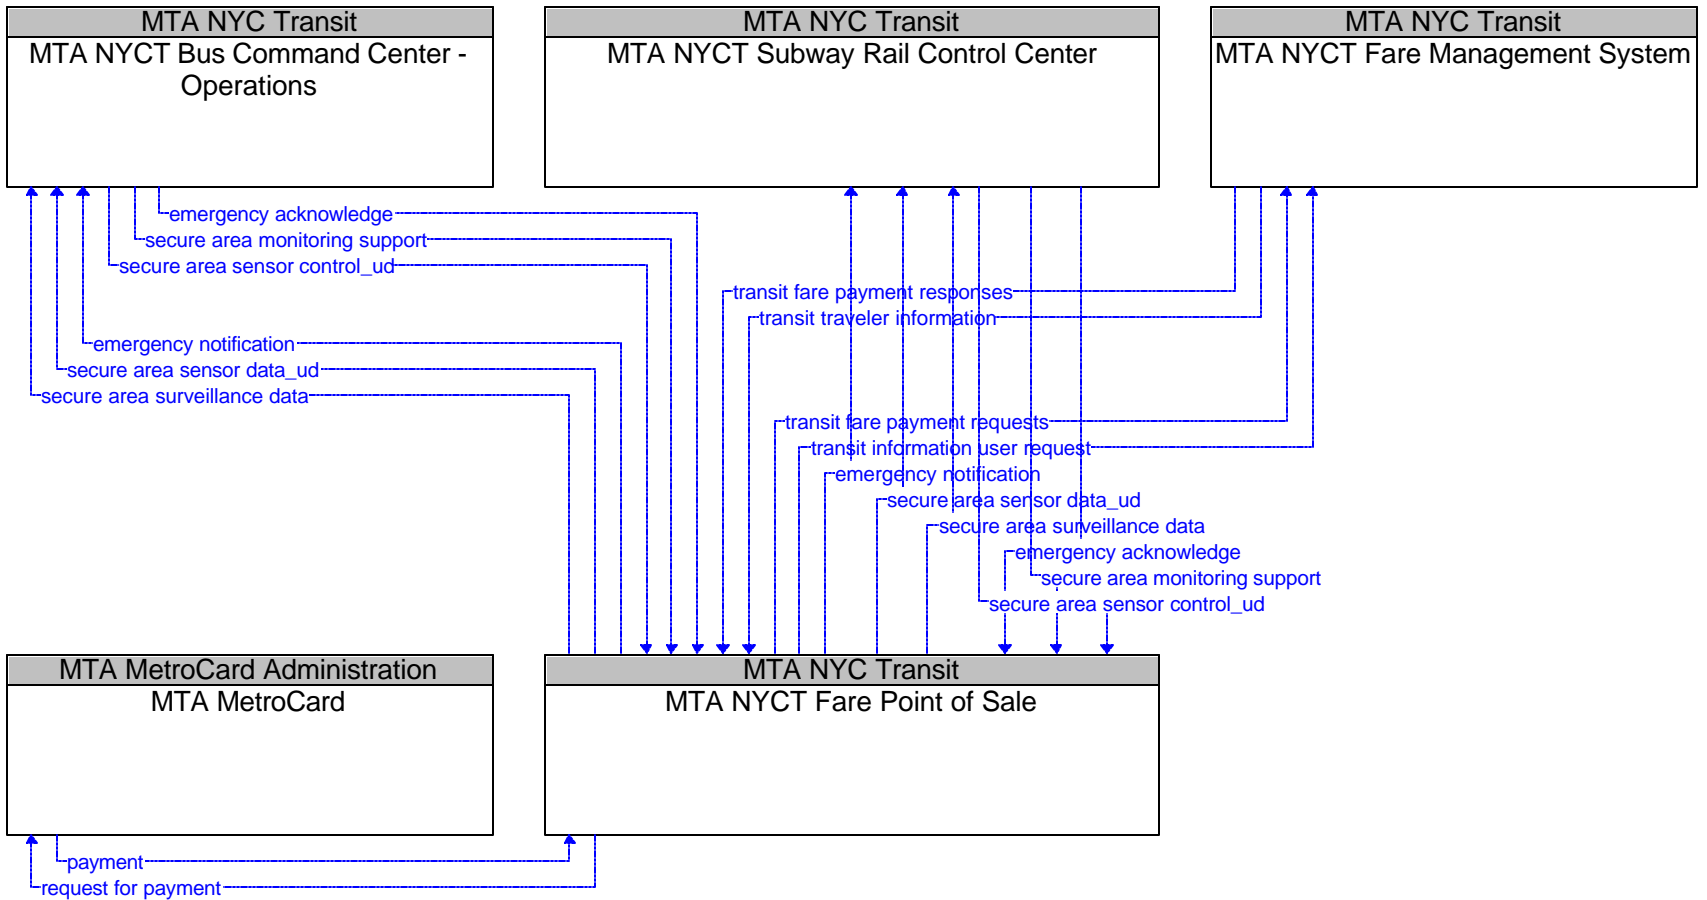 MTA NYC Transit
MTA NYCT Bus Command Center -
Operations
MTA NYC Transit
MTA NYCT Subway Rail Control Center
MTA NYC Transit
MTA NYCT Fare Management System
emergency acknowledge
secure area monitoring support
secure area sensor control_ud
transit fare payment responses
transit traveler information
emergency notification
secure area sensor data_ud
secure area surveillance data
transit fare payment requests
transit information user request
emergency notification
secure area sensor data_ud
secure area surveillance data
emergency acknowledge
secure area monitoring support
secure area sensor control_ud
MTA MetroCard Administration
MTA MetroCard
MTA NYC Transit
MTA NYCT Fare Point of Sale
payment
request for payment